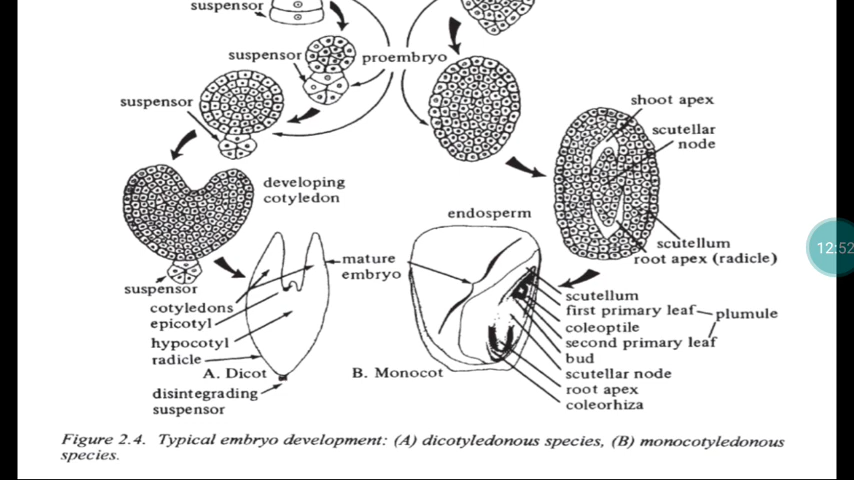 suspensor
suspensor
proembryo
suspensor
shoot apex
scutellar
node
developing
cotyledon
endosperm
scutellum
root apex (radicle)
mature
embryo
suspensor
cotyledons
epicotyl
hypocotyl
radicle
A. Dicot
disintegrating
suspensor
B. Monocot
scutellum
first primary leaf
plumule
coleoptile
second primary leaf
bud
scutellar node
root apex
coleorhiza
12:52
Figure 2.4. Typical embryo development: (A) dicotyledonous species, (B) monocotyledonous
species.